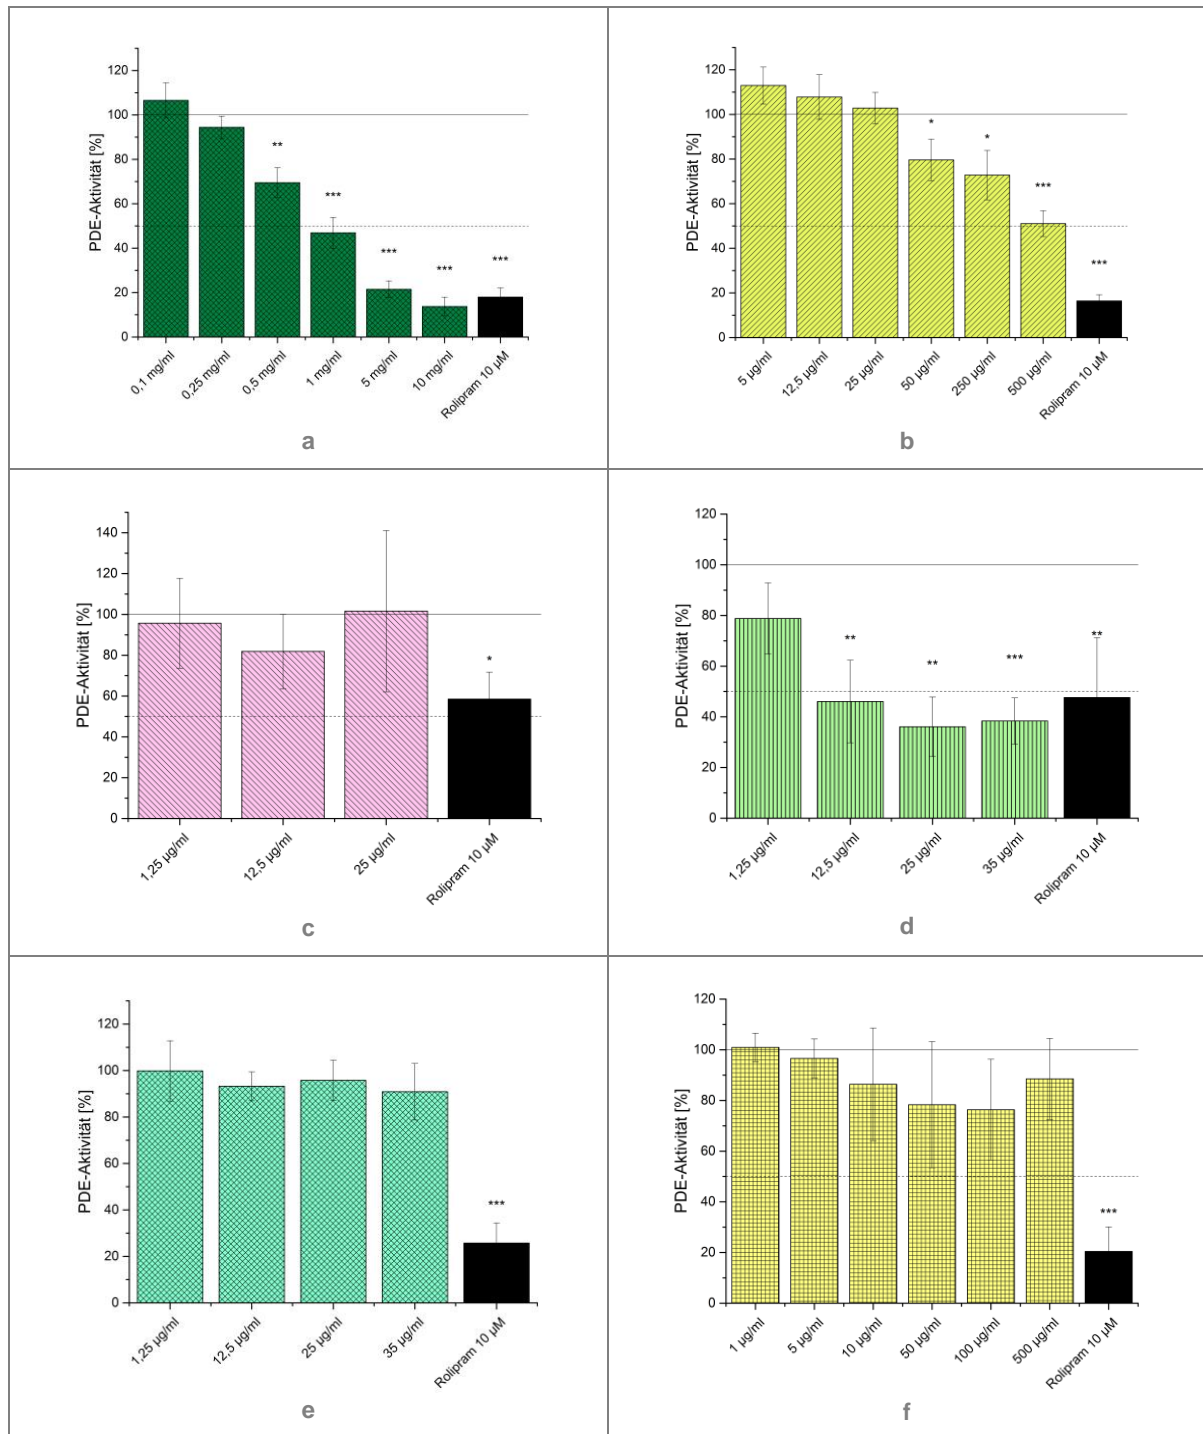 120
100
80
60
40
20
0
PDE-Aktivität [%]
**
***
***
***
***
0,1 mg/ml
0,25 mg/ml
0,5 mg/ml
1 mg/ml
5 mg/ml
10 mg/ml
Rolipram 10 µM
a
120
100
80
60
40
20
0
PDE-Aktivität [%]
*
*
***
***
5 µg/ml
12,5 µg/ml
25 µg/ml
50 µg/ml
250 µg/ml
500 µg/ml
Rolipram 10 µM
b
140
120
100
80
60
40
20
0
PDE-Aktivität [%]
*
1,25 µg/ml
12,5 µg/ml
25 µg/ml
Rolipram 10 µM
c
120
100
80
60
40
20
0
PDE-Aktivität [%]
**
**
***
**
1,25 µg/ml
12,5 µg/ml
25 µg/ml
35 µg/ml
Rolipram 10 µM
d
120
100
80
60
40
20
0
PDE-Aktivität [%]
***
1,25 µg/ml
12,5 µg/ml
25 µg/ml
35 µg/ml
Rolipram 10 µM
e
120
100
80
60
40
20
0
PDE-Aktivität [%]
***
1 µg/ml
5 µg/ml
10 µg/ml
50 µg/ml
100 µg/ml
500 µg/ml
Rolipram 10 µM
f